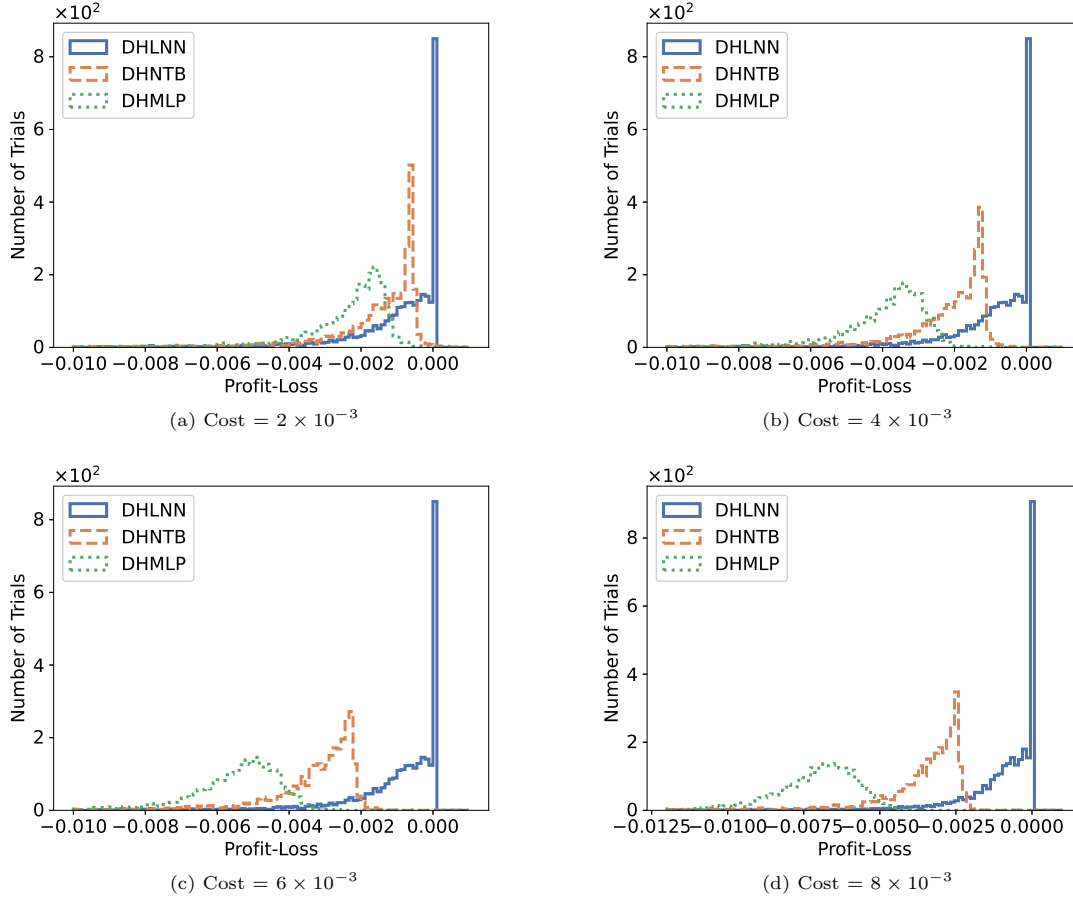 ×10²
8
6
4
2
0
Number of Trials
DHLNN
DHNTB
DHMLP
−0.010 −0.008 −0.006 −0.004 −0.002 0.000
Profit-Loss
(a) Cost = 2 × 10⁻³
×10²
8
6
4
2
0
Number of Trials
DHLNN
DHNTB
DHMLP
−0.010 −0.008 −0.006 −0.004 −0.002 0.000
Profit-Loss
(b) Cost = 4 × 10⁻³
×10²
8
6
4
2
0
Number of Trials
DHLNN
DHNTB
DHMLP
−0.010 −0.008 −0.006 −0.004 −0.002 0.000
Profit-Loss
(c) Cost = 6 × 10⁻³
×10²
8
6
4
2
0
Number of Trials
DHLNN
DHNTB
DHMLP
−0.0125 −0.0100 −0.0075 −0.0050 −0.0025 0.0000
Profit-Loss
(d) Cost = 8 × 10⁻³